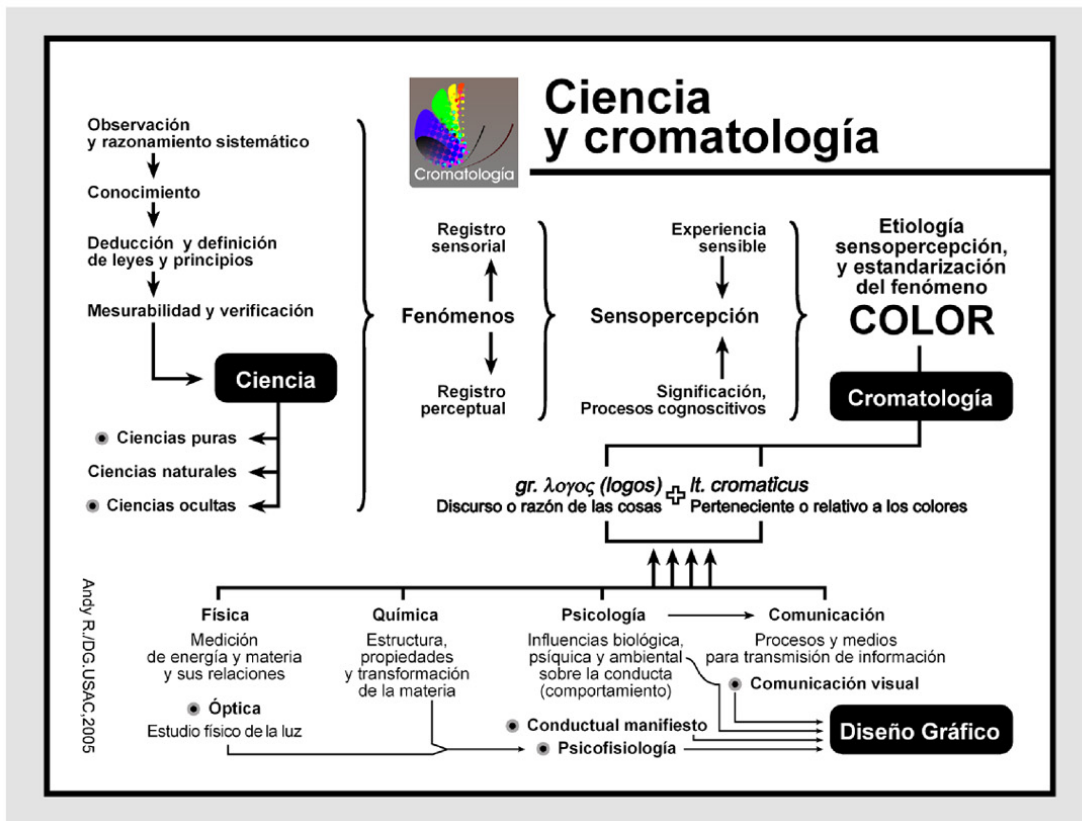 Ciencia
y cromatología
Cromatología
Observación
y razonamiento sistemático
Conocimiento
Deducción y definición
de leyes y principios
Mesurabilidad y verificación
Ciencia
Ciencias puras
Ciencias naturales
Ciencias ocultas
Registro
sensorial
Fenómenos
Registro
perceptual
Experiencia
sensible
Sensopercepción
Significación,
Procesos cognoscitivos
Etiología
sensopercepción,
y estandarización
del fenómeno
COLOR
Cromatología
gr. λογος (logos)
Discurso o razón de las cosas
lt. cromatĭcus
Perteneciente o relativo a los colores
Física
Medición
de energía y materia
y sus relaciones
Óptica
Estudio físico de la luz
Química
Estructura,
propiedades
y transformación
de la materia
Psicología
Influencias biológica,
psíquica y ambiental
sobre la conducta
(comportamiento)
Conductual manifiesto
Psicofisiología
Comunicación
Procesos y medios
para transmisión de información
Comunicación visual
Diseño Gráfico
Andy R./DG.USAC,2005